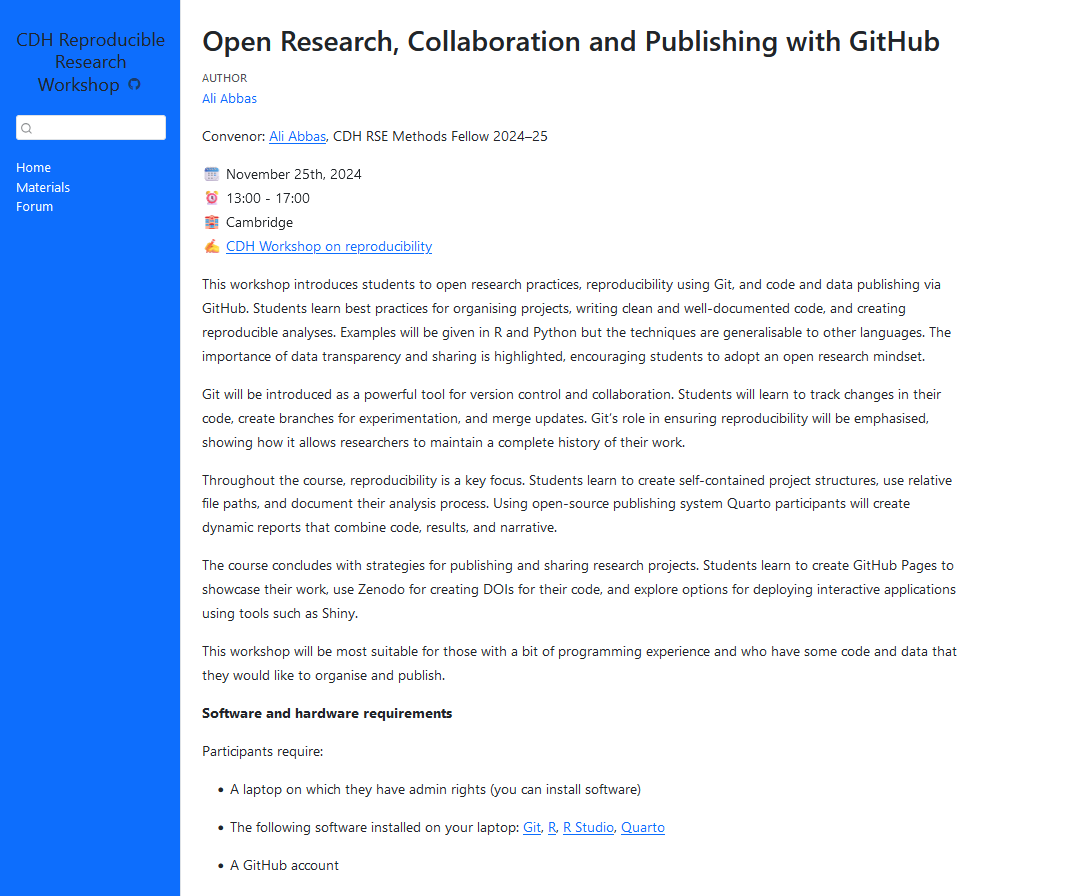 CDH Reproducible
Research
Workshop
Home
Materials
Forum
Open Research, Collaboration and Publishing with GitHub
AUTHOR
Ali Abbas
Convenor: Ali Abbas, CDH RSE Methods Fellow 2024–25
November 25th, 2024
13:00 - 17:00
Cambridge
CDH Workshop on reproducibility
This workshop introduces students to open research practices, reproducibility using Git, and code and data publishing via
GitHub. Students learn best practices for organising projects, writing clean and well-documented code, and creating
reproducible analyses. Examples will be given in R and Python but the techniques are generalisable to other languages. The
importance of data transparency and sharing is highlighted, encouraging students to adopt an open research mindset.
Git will be introduced as a powerful tool for version control and collaboration. Students will learn to track changes in their
code, create branches for experimentation, and merge updates. Git's role in ensuring reproducibility will be emphasised,
showing how it allows researchers to maintain a complete history of their work.
Throughout the course, reproducibility is a key focus. Students learn to create self-contained project structures, use relative
file paths, and document their analysis process. Using open-source publishing system Quarto participants will create
dynamic reports that combine code, results, and narrative.
The course concludes with strategies for publishing and sharing research projects. Students learn to create GitHub Pages to
showcase their work, use Zenodo for creating DOIs for their code, and explore options for deploying interactive applications
using tools such as Shiny.
This workshop will be most suitable for those with a bit of programming experience and who have some code and data that
they would like to organise and publish.
Software and hardware requirements
Participants require:
• A laptop on which they have admin rights (you can install software)
• The following software installed on your laptop: Git, R, R Studio, Quarto
• A GitHub account